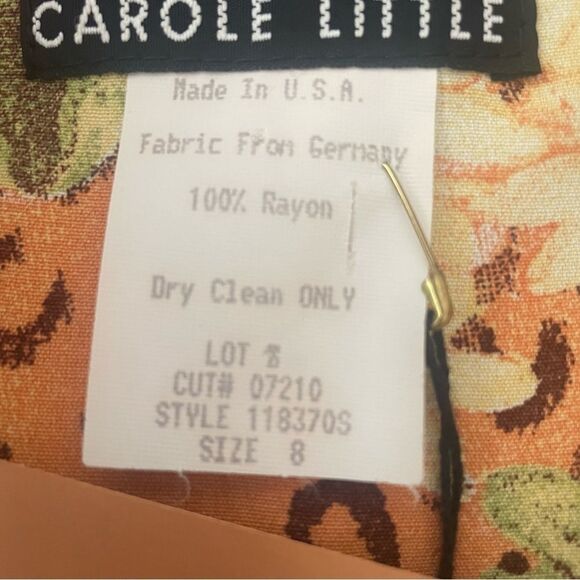 CAROLE LITTLE
Made In U.S.A.
Fabric From Germany
100% Rayon
Dry Clean ONLY
LOT
CUT# 07210
STYLE 118370S
SIZE 8